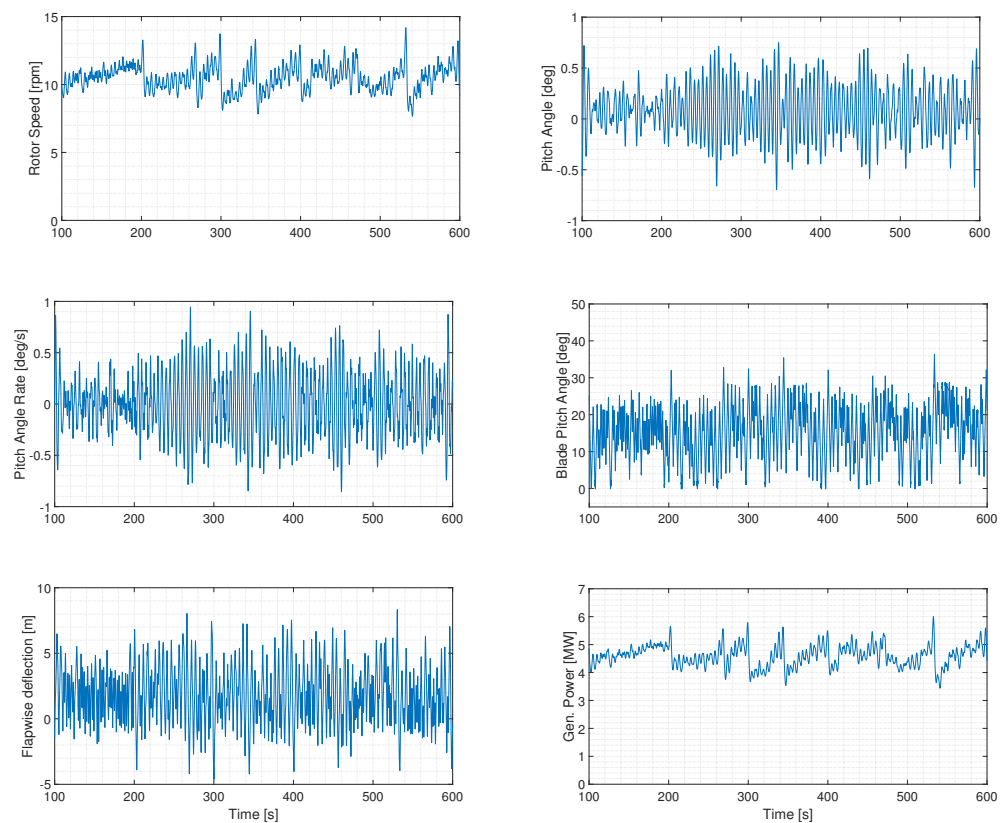 15
10
5
0
Rotor Speed [rpm]
100 200 300 400 500 600
1
0.5
0
-0.5
-1
Pitch Angle [deg]
100 200 300 400 500 600
1
0.5
0
-0.5
-1
Pitch Angle Rate [deg/s]
100 200 300 400 500 600
50
40
30
20
10
0
Blade Pitch Angle [deg]
100 200 300 400 500 600
10
5
0
-5
Flapwise deflection [m]
100 200 300 400 500 600
Time [s]
7
6
5
4
3
2
1
0
Gen. Power [MW]
100 200 300 400 500 600
Time [s]